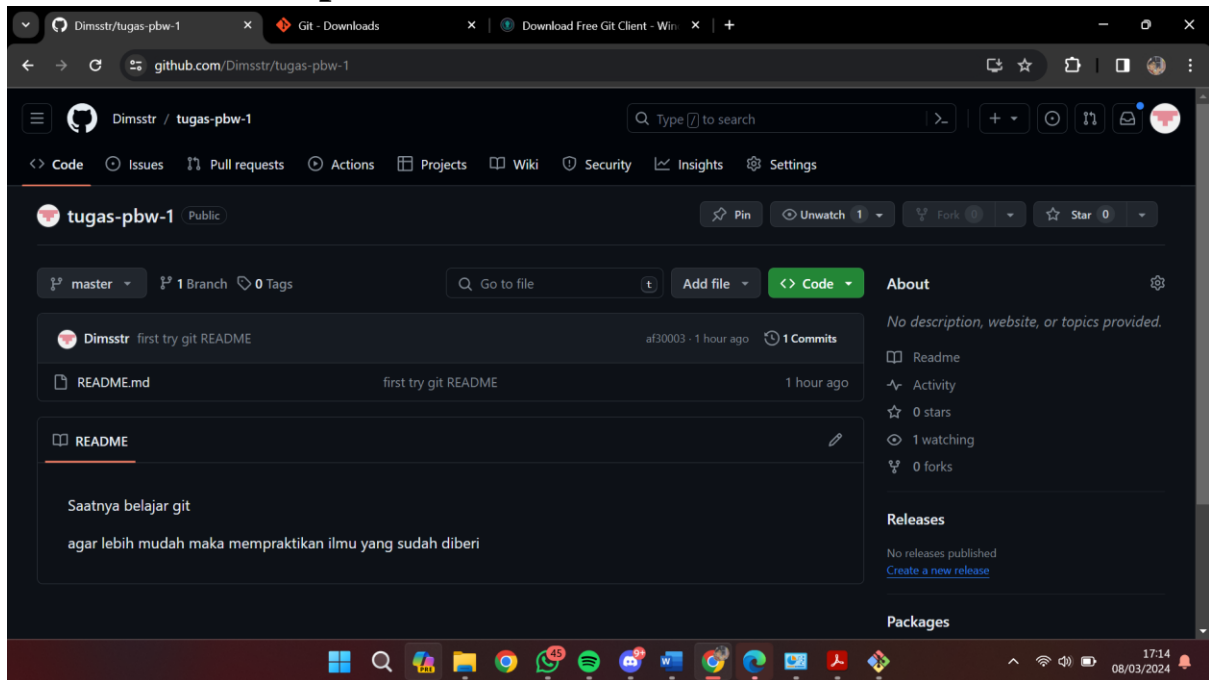 Dimsstr/tugas-pbw-1
Git - Downloads
Download Free Git Client - Win
github.com/Dimsstr/tugas-pbw-1
Dimsstr / tugas-pbw-1
Type / to search
Code
Issues
Pull requests
Actions
Projects
Wiki
Security
Insights
Settings
tugas-pbw-1 Public
Pin
Unwatch 1
Fork 0
Star 0
master
1 Branch
0 Tags
Go to file
t
Add file
<> Code
Dimsstr first try git README
af30003 · 1 hour ago
1 Commits
README.md
first try git README
1 hour ago
README
Saatnya belajar git
agar lebih mudah maka mempraktikan ilmu yang sudah diberi
About
No description, website, or topics provided.
Readme
Activity
0 stars
1 watching
0 forks
Releases
No releases published
Create a new release
Packages
PRE
45
9+
17:14
08/03/2024